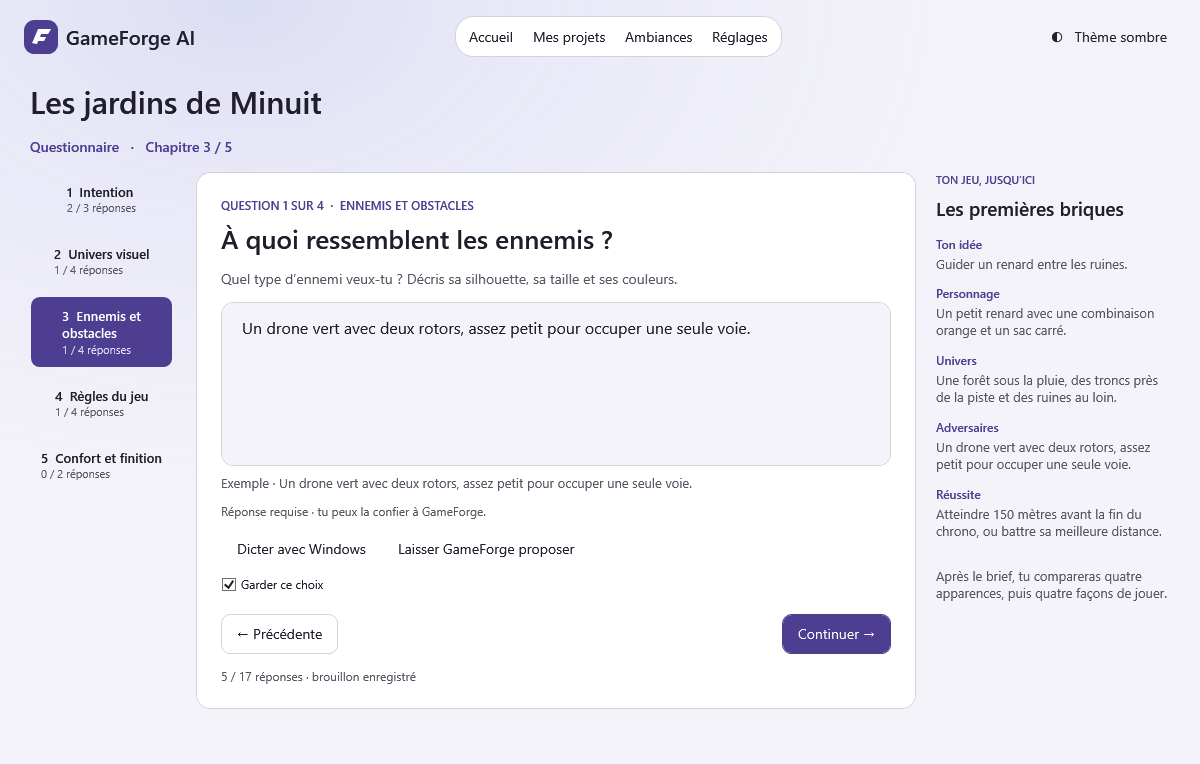 GameForge AI
Accueil
Mes projets
Ambiances
Réglages
Thème sombre
Les jardins de Minuit
Questionnaire · Chapitre 3 / 5
1 Intention
2 / 3 réponses
2 Univers visuel
1 / 4 réponses
3 Ennemis et
obstacles
1 / 4 réponses
4 Règles du jeu
1 / 4 réponses
5 Confort et finition
0 / 2 réponses
QUESTION 1 SUR 4 · ENNEMIS ET OBSTACLES
À quoi ressemblent les ennemis ?
Quel type d’ennemi veux-tu ? Décris sa silhouette, sa taille et ses couleurs.
Un drone vert avec deux rotors, assez petit pour occuper une seule voie.
Exemple · Un drone vert avec deux rotors, assez petit pour occuper une seule voie.
Réponse requise · tu peux la confier à GameForge.
Dicter avec Windows
Laisser GameForge proposer
Garder ce choix
← Précédente
Continuer →
5 / 17 réponses · brouillon enregistré
TON JEU, JUSQU’ICI
Les premières briques
Ton idée
Guider un renard entre les ruines.
Personnage
Un petit renard avec une combinaison
orange et un sac carré.
Univers
Une forêt sous la pluie, des troncs près
de la piste et des ruines au loin.
Adversaires
Un drone vert avec deux rotors, assez
petit pour occuper une seule voie.
Réussite
Atteindre 150 mètres avant la fin du
chrono, ou battre sa meilleure distance.
Après le brief, tu compareras quatre
apparences, puis quatre façons de jouer.